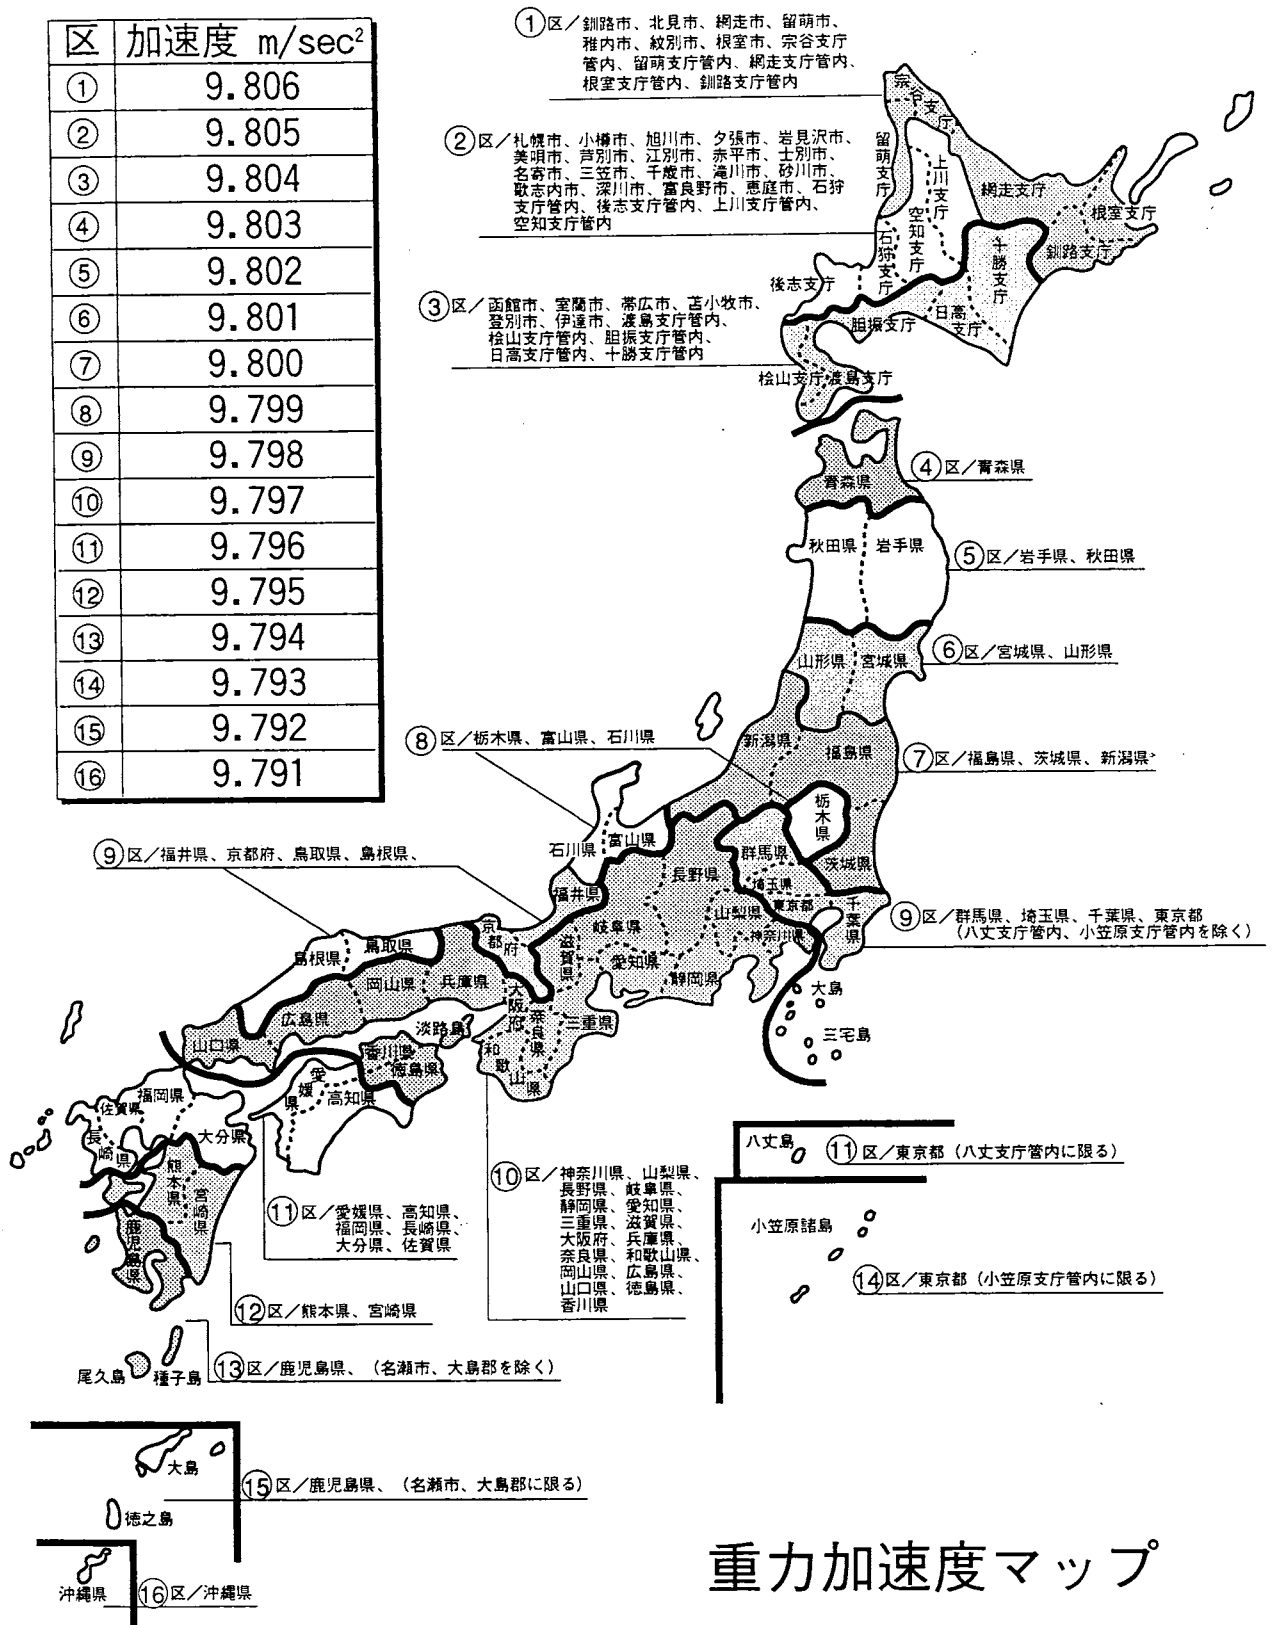 区 加速度 m/sec²
① 9.806
② 9.805
③ 9.804
④ 9.803
⑤ 9.802
⑥ 9.801
⑦ 9.800
⑧ 9.799
⑨ 9.798
⑩ 9.797
⑪ 9.796
⑫ 9.795
⑬ 9.794
⑭ 9.793
⑮ 9.792
⑯ 9.791
①区/釧路市、北見市、網走市、留萌市、
稚内市、紋別市、根室市、宗谷支庁
管内、留萌支庁管内、網走支庁管内、
根室支庁管内、釧路支庁管内
②区/札幌市、小樽市、旭川市、夕張市、岩見沢市、
美唄市、芦別市、江別市、赤平市、士別市、
名寄市、三笠市、千歳市、滝川市、砂川市、
歌志内市、深川市、富良野市、恵庭市、石狩
支庁管内、後志支庁管内、上川支庁管内、
空知支庁管内
③区/函館市、室蘭市、帯広市、苫小牧市、
登別市、伊達市、渡島支庁管内、
桧山支庁管内、胆振支庁管内、
日高支庁管内、十勝支庁管内
宗谷支庁
留萌支庁
上川支庁
網走支庁
根室支庁
空知支庁
石狩支庁
十勝支庁
釧路支庁
後志支庁
胆振支庁
日高支庁
桧山支庁
渡島支庁
④区/青森県
青森県
秋田県
岩手県
⑤区/岩手県、秋田県
山形県
宮城県
⑥区/宮城県、山形県
⑧区/栃木県、富山県、石川県
新潟県
福島県
⑦区/福島県、茨城県、新潟県
栃木県
石川県
富山県
群馬県
茨城県
⑨区/福井県、京都府、鳥取県、島根県、
長野県
埼玉県
福井県
山梨県
東京都
千葉県
⑨区/群馬県、埼玉県、千葉県、東京都
(八丈支庁管内、小笠原支庁管内を除く)
岐阜県
神奈川県
京都府
鳥取県
島根県
滋賀県
愛知県
静岡県
岡山県
兵庫県
大阪府
奈良県
三重県
大島
三宅島
広島県
淡路島
山口県
和歌山県
香川県
徳島県
愛媛県
高知県
福岡県
佐賀県
大分県
長崎県
熊本県
宮崎県
鹿児島県
八丈島
⑪区/東京都(八丈支庁管内に限る)
⑩区/神奈川県、山梨県、
長野県、岐阜県、
静岡県、愛知県、
三重県、滋賀県、
大阪府、兵庫県、
奈良県、和歌山県、
岡山県、広島県、
山口県、徳島県、
香川県
⑪区/愛媛県、高知県、
福岡県、長崎県、
大分県、佐賀県
小笠原諸島
⑭区/東京都(小笠原支庁管内に限る)
⑫区/熊本県、宮崎県
尾久島
種子島
⑬区/鹿児島県、(名瀬市、大島郡を除く)
大島
⑮区/鹿児島県、(名瀬市、大島郡に限る)
徳之島
沖縄県
⑯区/沖縄県
重力加速度マップ